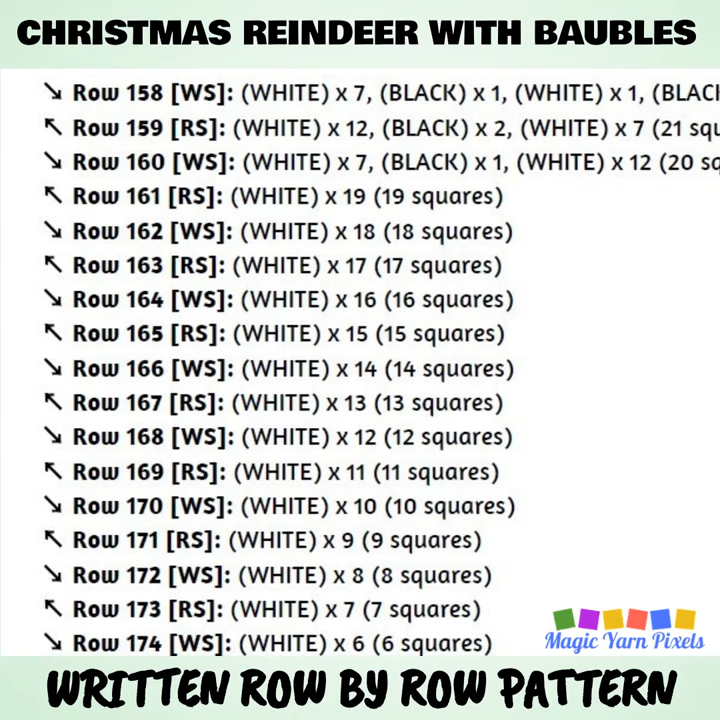 CHRISTMAS REINDEER WITH BAUBLES
↘ Row 158 [WS]: (WHITE) x 7, (BLACK) x 1, (WHITE) x 1, (BLAC
↖ Row 159 [RS]: (WHITE) x 12, (BLACK) x 2, (WHITE) x 7 (21 squ
↘ Row 160 [WS]: (WHITE) x 7, (BLACK) x 1, (WHITE) x 12 (20 sq
↖ Row 161 [RS]: (WHITE) x 19 (19 squares)
↘ Row 162 [WS]: (WHITE) x 18 (18 squares)
↖ Row 163 [RS]: (WHITE) x 17 (17 squares)
↘ Row 164 [WS]: (WHITE) x 16 (16 squares)
↖ Row 165 [RS]: (WHITE) x 15 (15 squares)
↘ Row 166 [WS]: (WHITE) x 14 (14 squares)
↖ Row 167 [RS]: (WHITE) x 13 (13 squares)
↘ Row 168 [WS]: (WHITE) x 12 (12 squares)
↖ Row 169 [RS]: (WHITE) x 11 (11 squares)
↘ Row 170 [WS]: (WHITE) x 10 (10 squares)
↖ Row 171 [RS]: (WHITE) x 9 (9 squares)
↘ Row 172 [WS]: (WHITE) x 8 (8 squares)
↖ Row 173 [RS]: (WHITE) x 7 (7 squares)
↘ Row 174 [WS]: (WHITE) x 6 (6 squares)
Magic Yarn Pixels
WRITTEN ROW BY ROW PATTERN